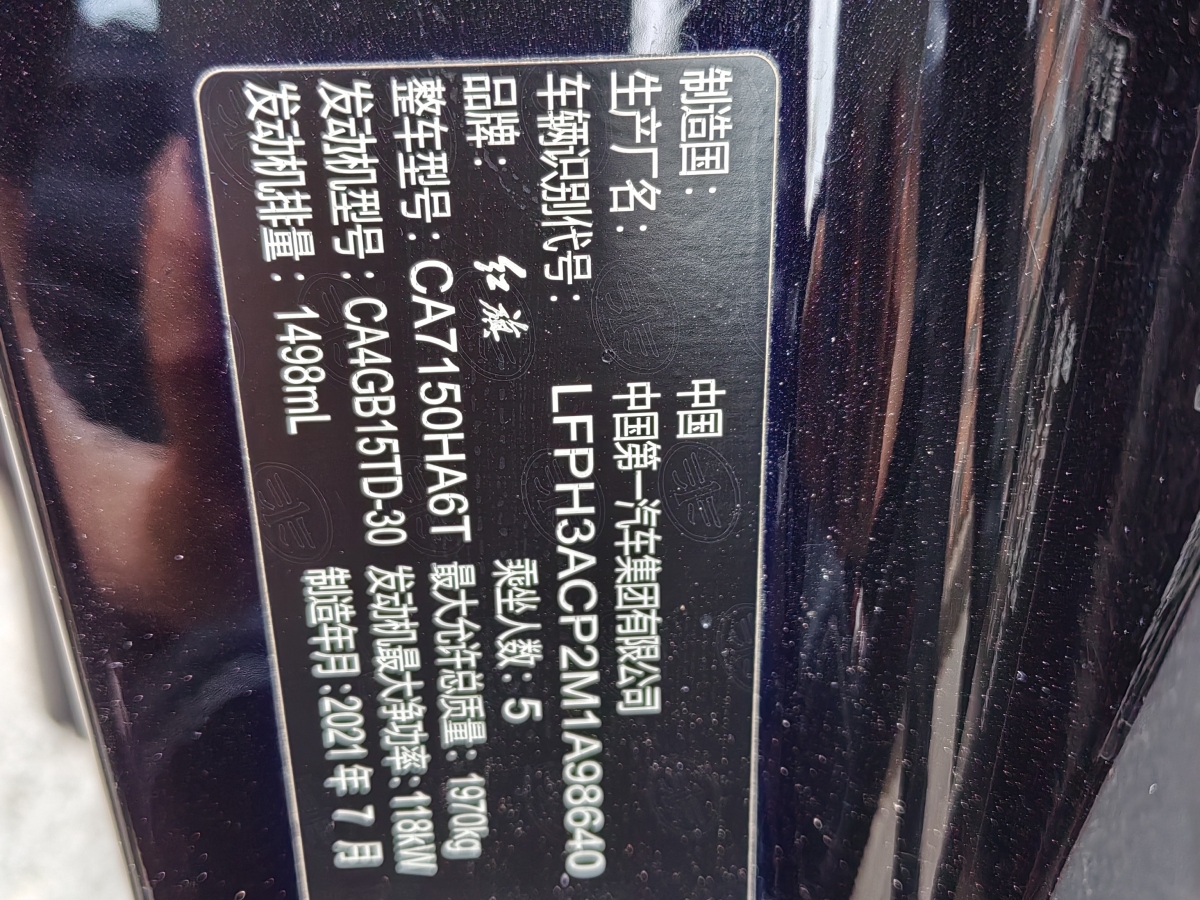 制造国： 中国
生产厂名： 中国第一汽车集团有限公司
车辆识别代号： LFPH3ACP2M1A98640
品牌： 红旗 乘坐人数：5
整车型号：CA7150HA6T 最大允许总质量：1970kg
发动机型号：CA4GB15TD-30 发动机最大净功率：118kW
发动机排量：1498mL 制造年月：2021年7月